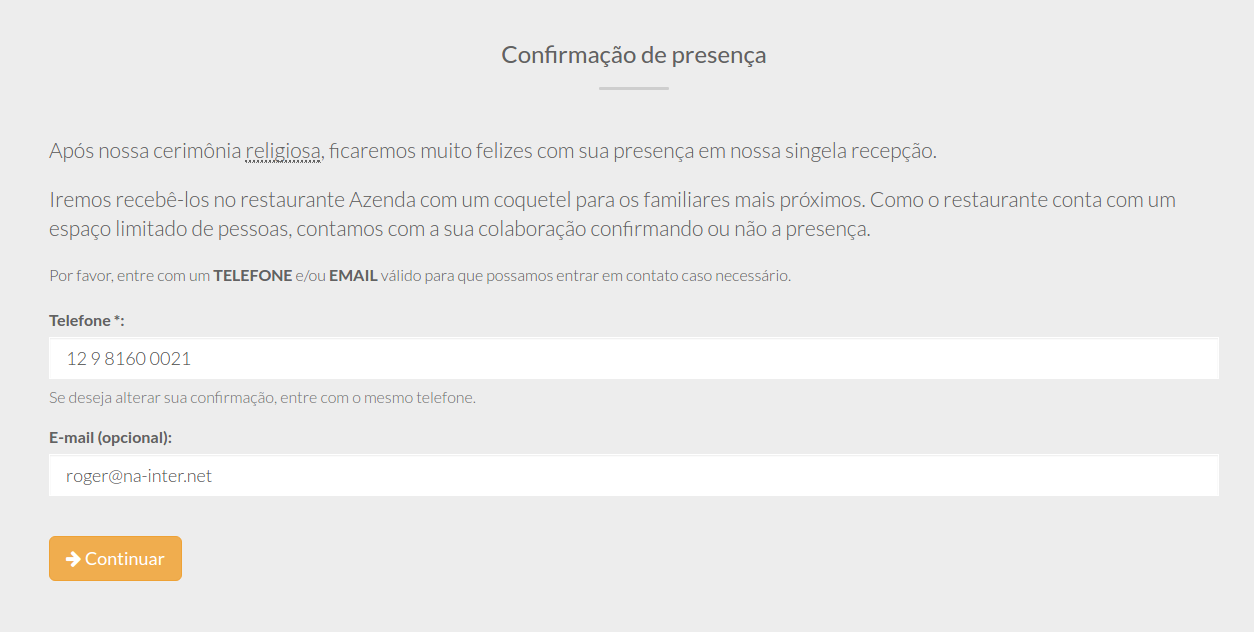 Confirmação de presença
Após nossa cerimônia religiosa, ficaremos muito felizes com sua presença em nossa singela recepção.
Iremos recebê-los no restaurante Azenda com um coquetel para os familiares mais próximos. Como o restaurante conta com um
espaço limitado de pessoas, contamos com a sua colaboração confirmando ou não a presença.
Por favor, entre com um TELEFONE e/ou EMAIL válido para que possamos entrar em contato caso necessário.
Telefone *:
12 9 8160 0021
Se deseja alterar sua confirmação, entre com o mesmo telefone.
E-mail (opcional):
roger@na-inter.net
Continuar